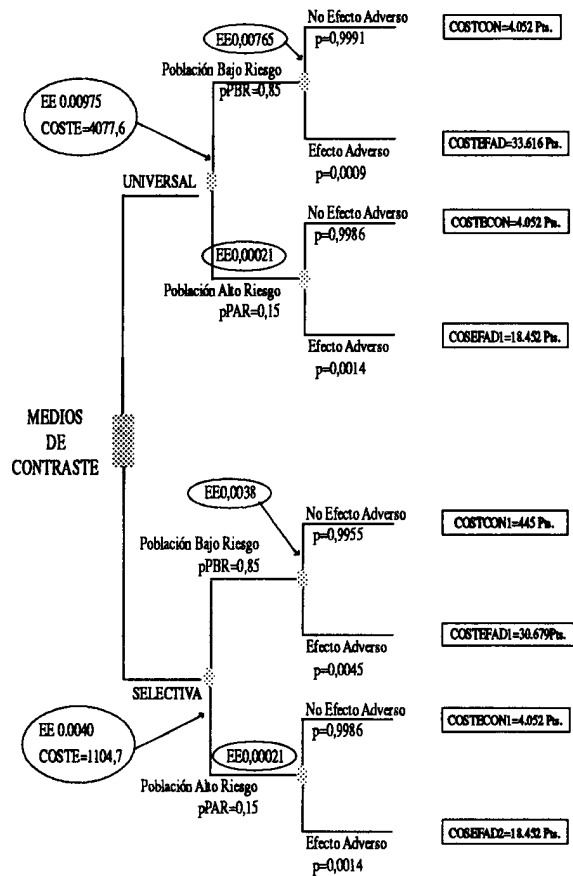 No Efecto Adverso
p=0,9991
COSTCON=4.052 Pts.
EE0,00765
Población Bajo Riesgo
pPBR=0,85
EE 0.00975
COSTE=4077,6
Efecto Adverso
p=0,0009
COSTEFAD=33.616 Pts.
UNIVERSAL
No Efecto Adverso
p=0,9986
COSTECON=4.052 Pts.
EE0,00021
Población Alto Riesgo
pPAR=0,15
Efecto Adverso
p=0,0014
COSEFAD1=18.452 Pts.
MEDIOS
DE
CONTRASTE
EE0,0038
No Efecto Adverso
p=0,9955
COSTCON1=445 Pts.
Población Bajo Riesgo
pPBR=0,85
Efecto Adverso
p=0,0045
COSTEFAD1=30.679Pts.
SELECTIVA
No Efecto Adverso
p=0,9986
COSTECON1=4.052 Pts.
EE 0.0040
COSTE=1104,7
EE0,00021
Población Alto Riesgo
pPAR=0,15
Efecto Adverso
p=0,0014
COSEFAD2=18.452 Pts.